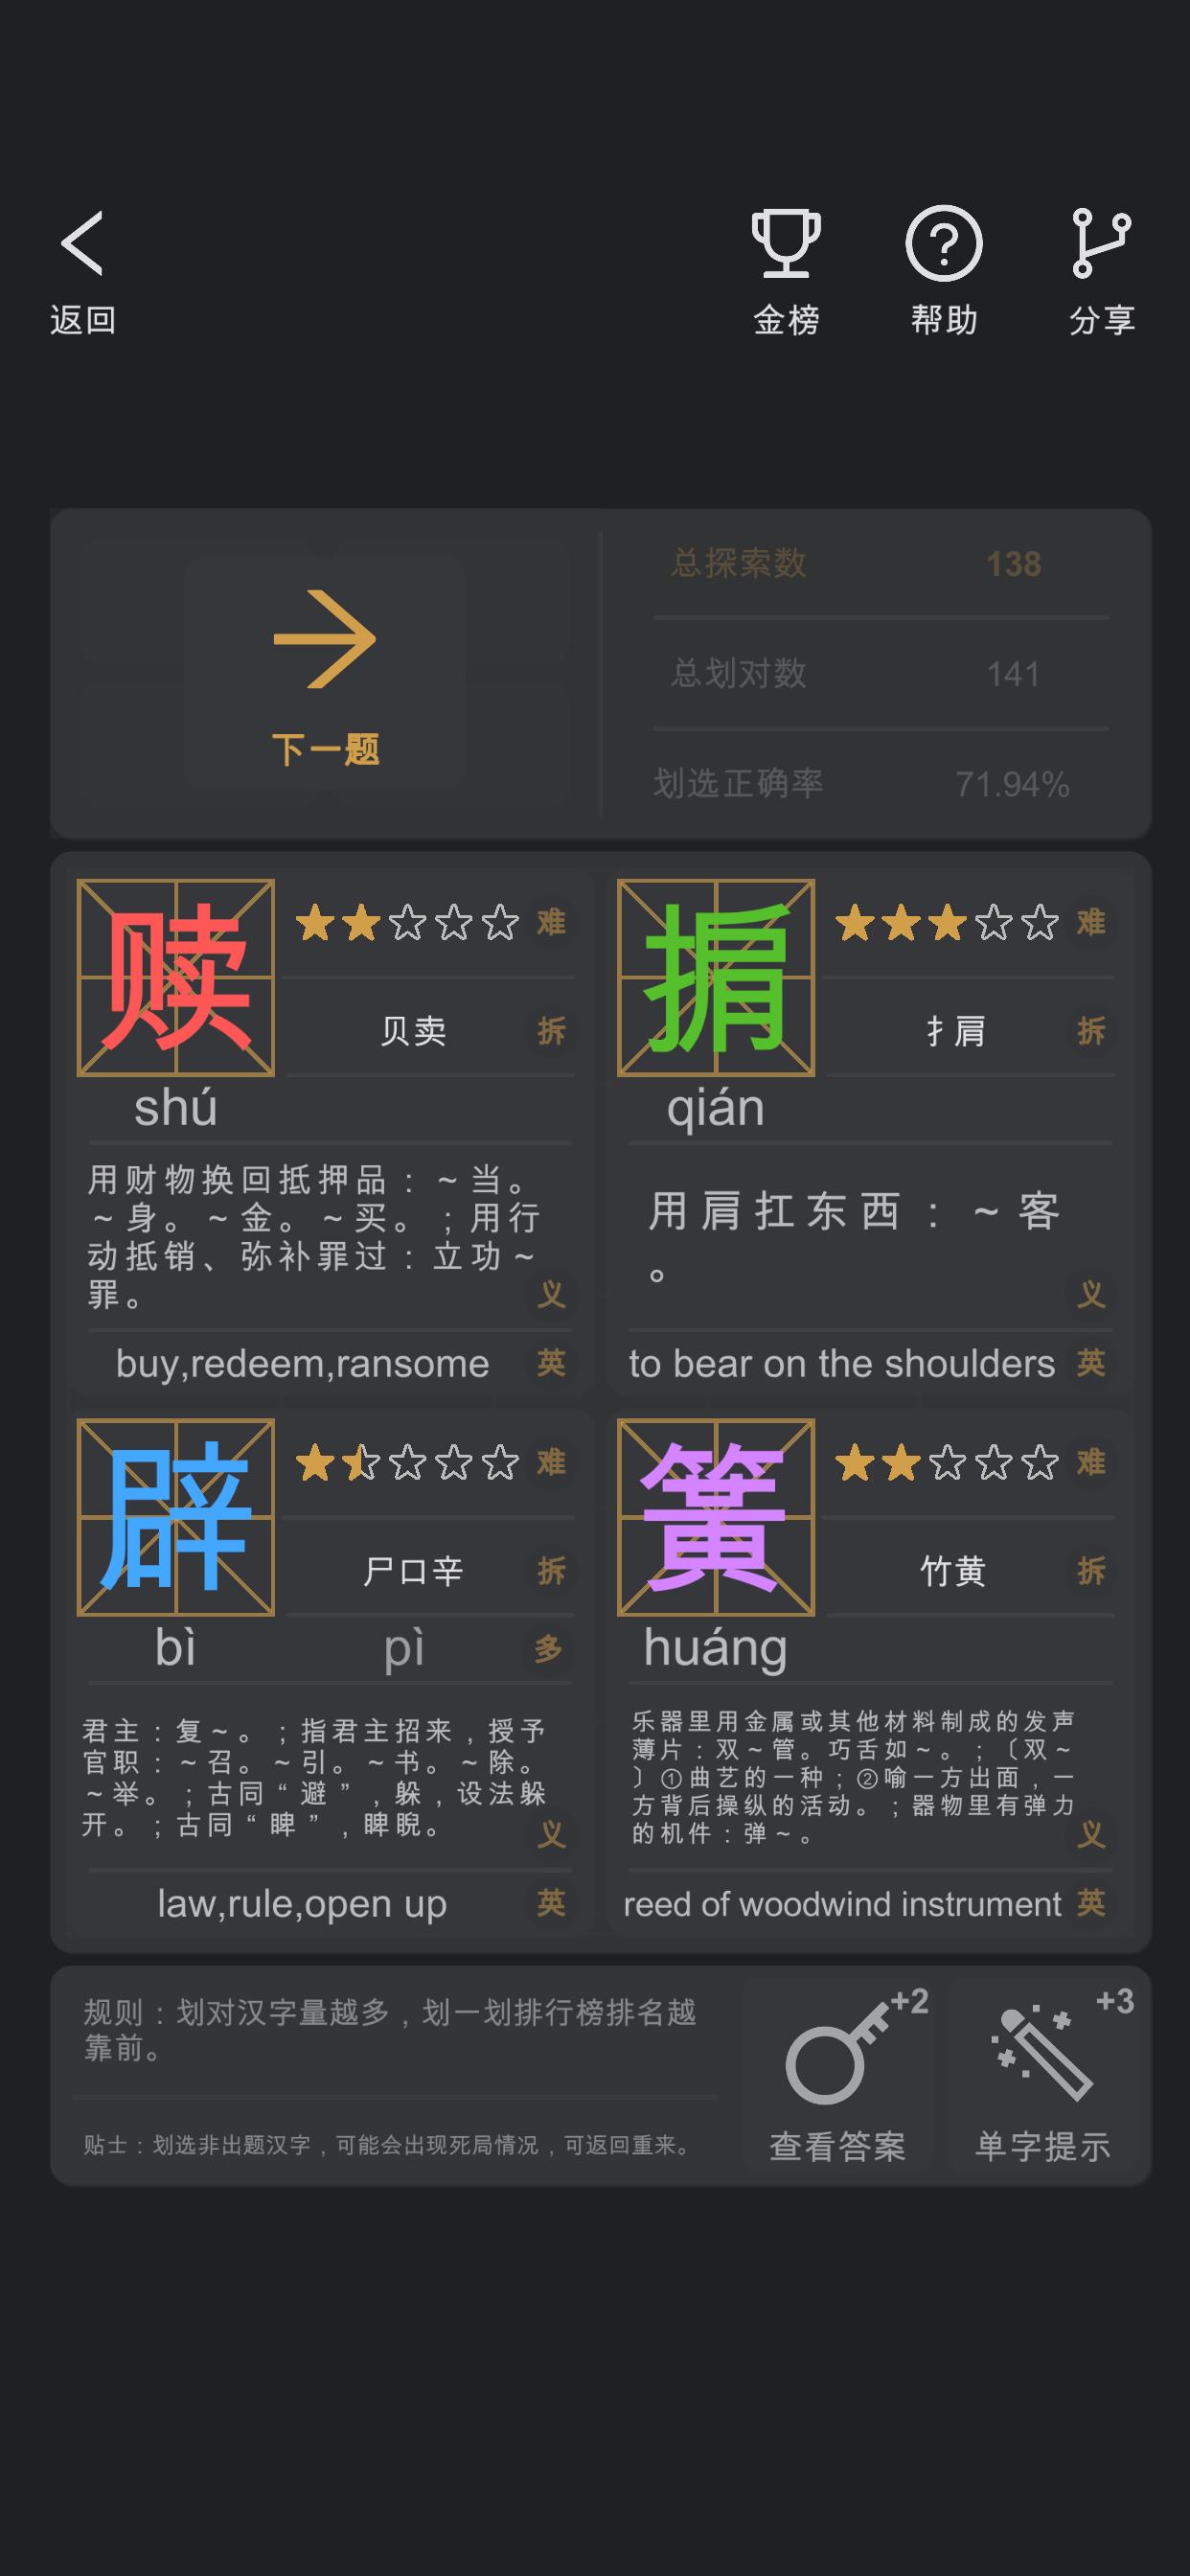 返回
金榜
帮助
分享
下一题
总探索数 138
总划对数 141
划选正确率 71.94%
赎
难
贝卖
拆
shú
用财物换回抵押品：~当。
~身。~金。~买。；用行
动抵销、弥补罪过：立功~
罪。
义
buy,redeem,ransome
英
掮
难
扌肩
拆
qián
用肩扛东西：~客
。
义
to bear on the shoulders
英
辟
难
尸口辛
拆
bì pì
多
君主：复~。；指君主招来，授予
官职：~召。~引。~书。~除。
~举。；古同“避”，躲，设法躲
开。；古同“睥”，睥睨。
义
law,rule,open up
英
簧
难
竹黄
拆
huáng
乐器里用金属或其他材料制成的发声
薄片：双~管。巧舌如~。；〔双~
〕①曲艺的一种；②喻一方出面，一
方背后操纵的活动。；器物里有弹力
的机件：弹~。
义
reed of woodwind instrument
英
规则：划对汉字量越多，划一划排行榜排名越
靠前。
贴士：划选非出题汉字，可能会出现死局情况，可返回重来。
+2
查看答案
+3
单字提示